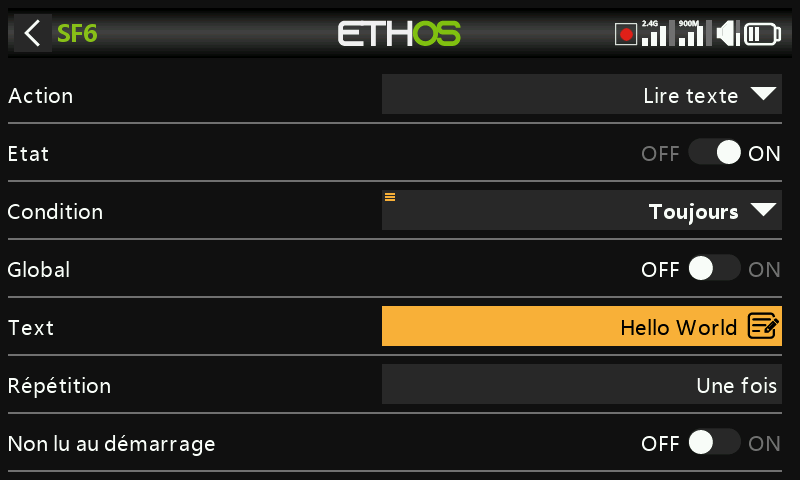 SF6 ETHOS 2.4G 900M
Action Lire texte
Etat OFF ON
Condition Toujours
Global OFF ON
Text Hello World
Répétition Une fois
Non lu au démarrage OFF ON